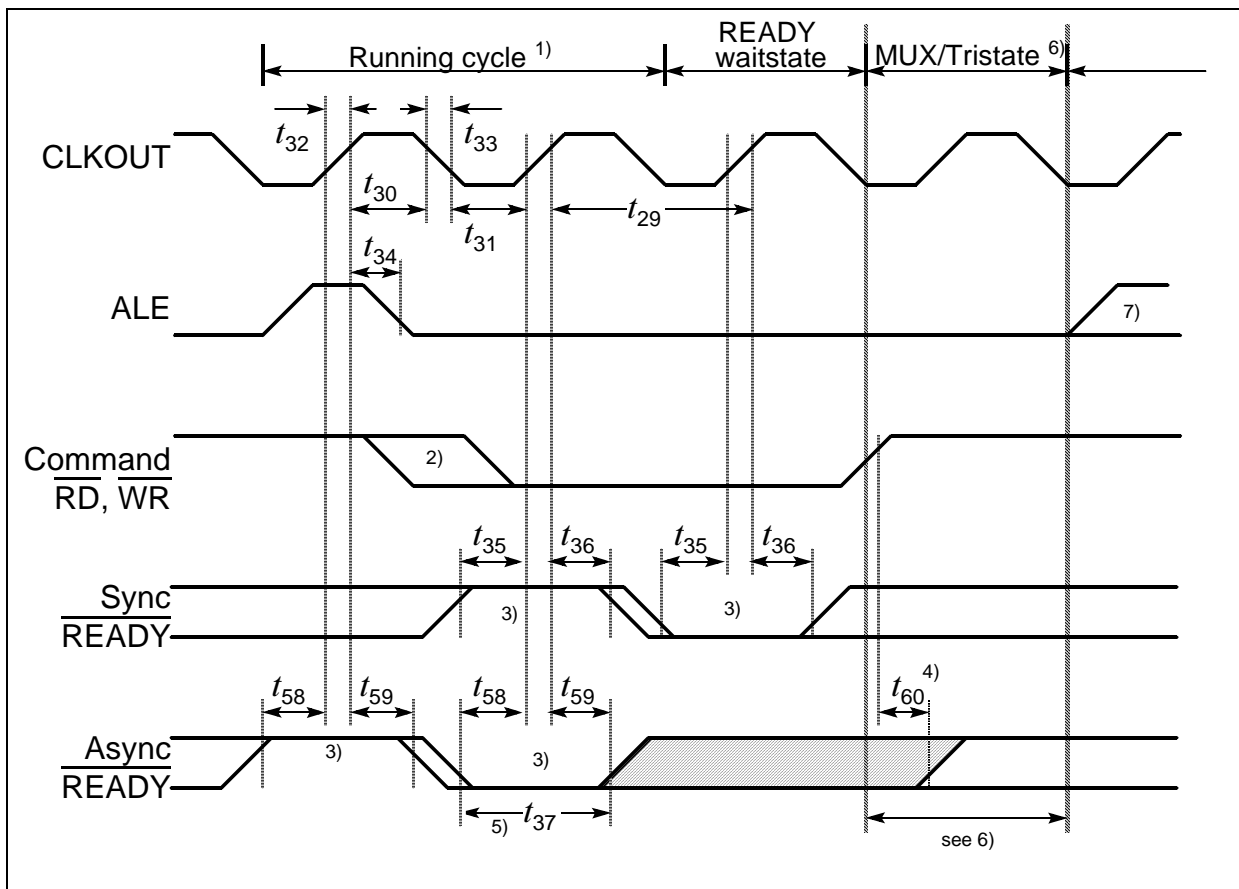 Running cycle 1)
READY
waitstate
MUX/Tristate 6)
CLKOUT
t32
t33
t30
t31
t29
t34
ALE
7)
Command
RD, WR
2)
t35
t36
t35
t36
Sync
READY
3)
3)
t58
t59
t58
t59
t60 4)
Async
READY
3)
3)
5) t37
see 6)